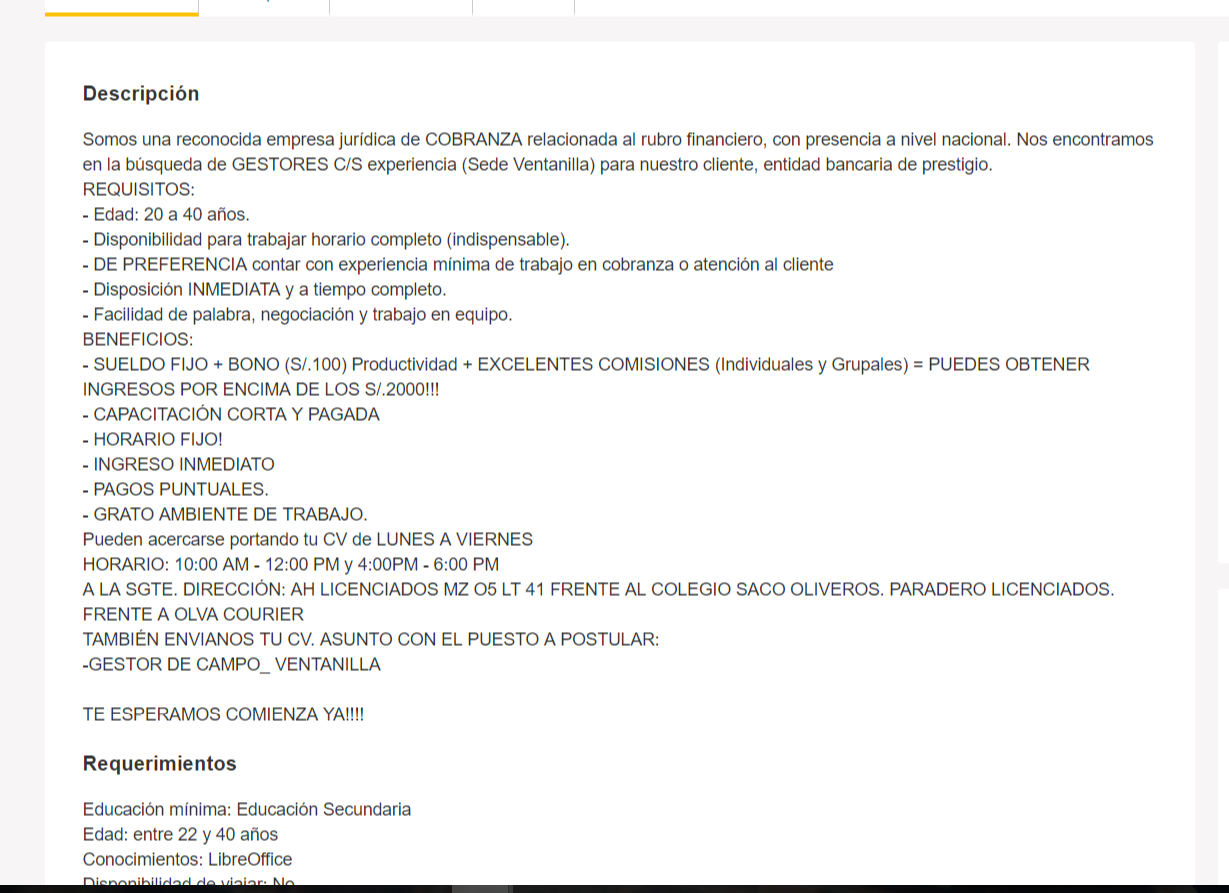 Descripción
Somos una reconocida empresa jurídica de COBRANZA relacionada al rubro financiero, con presencia a nivel nacional. Nos encontramos
en la búsqueda de GESTORES C/S experiencia (Sede Ventanilla) para nuestro cliente, entidad bancaria de prestigio.
REQUISITOS:
- Edad: 20 a 40 años.
- Disponibilidad para trabajar horario completo (indispensable).
- DE PREFERENCIA contar con experiencia mínima de trabajo en cobranza o atención al cliente
- Disposición INMEDIATA y a tiempo completo.
- Facilidad de palabra, negociación y trabajo en equipo.
BENEFICIOS:
- SUELDO FIJO + BONO (S/.100) Productividad + EXCELENTES COMISIONES (Individuales y Grupales) = PUEDES OBTENER
INGRESOS POR ENCIMA DE LOS S/.2000!!!
- CAPACITACIÓN CORTA Y PAGADA
- HORARIO FIJO!
- INGRESO INMEDIATO
- PAGOS PUNTUALES.
- GRATO AMBIENTE DE TRABAJO.
Pueden acercarse portando tu CV de LUNES A VIERNES
HORARIO: 10:00 AM - 12:00 PM y 4:00PM - 6:00 PM
A LA SGTE. DIRECCIÓN: AH LICENCIADOS MZ O5 LT 41 FRENTE AL COLEGIO SACO OLIVEROS. PARADERO LICENCIADOS.
FRENTE A OLVA COURIER
TAMBIÉN ENVIANOS TU CV. ASUNTO CON EL PUESTO A POSTULAR:
-GESTOR DE CAMPO_ VENTANILLA
TE ESPERAMOS COMIENZA YA!!!!
Requerimientos
Educación mínima: Educación Secundaria
Edad: entre 22 y 40 años
Conocimientos: LibreOffice
Disponibilidad de viajar: No